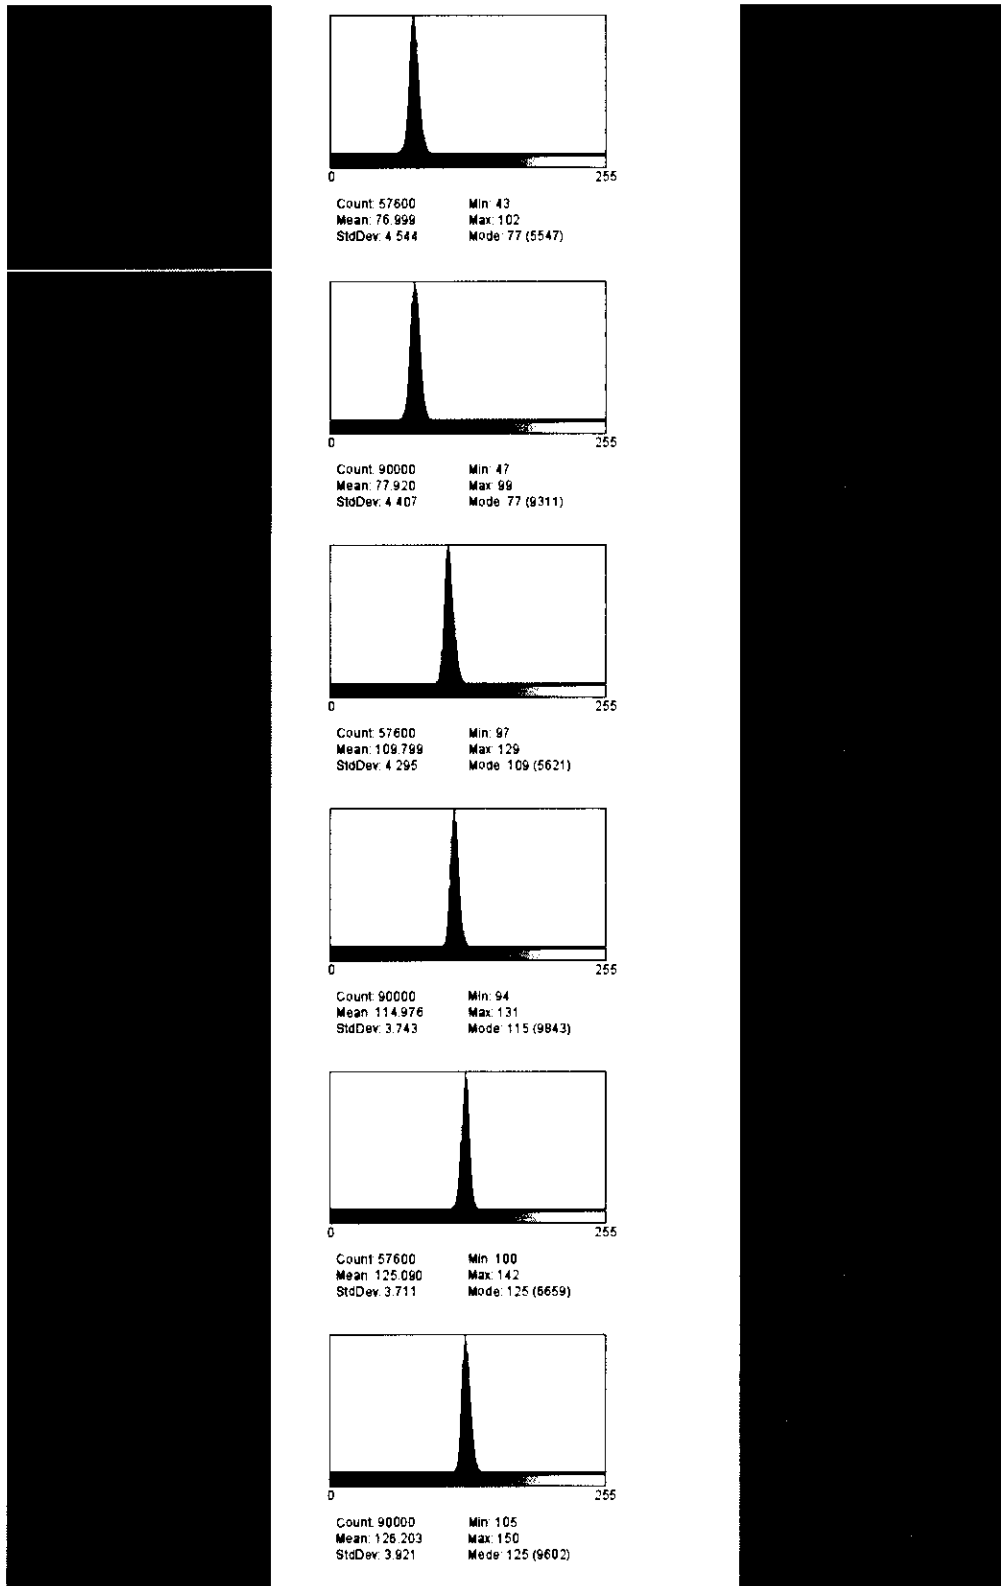 0 255
Count: 57600 Min: 43
Mean: 76.999 Max: 102
StdDev: 4.544 Mode: 77 (5547)
0 255
Count: 90000 Min: 47
Mean: 77.920 Max: 99
StdDev: 4.407 Mode: 77 (9311)
0 255
Count: 57600 Min: 97
Mean: 109.799 Max: 129
StdDev: 4.295 Mode: 109 (5621)
0 255
Count: 90000 Min: 94
Mean: 114.976 Max: 131
StdDev: 3.743 Mode: 115 (9843)
0 255
Count: 57600 Min: 100
Mean: 125.090 Max: 142
StdDev: 3.711 Mode: 125 (6659)
0 255
Count: 90000 Min: 105
Mean: 126.203 Max: 150
StdDev: 3.921 Mode: 125 (9602)